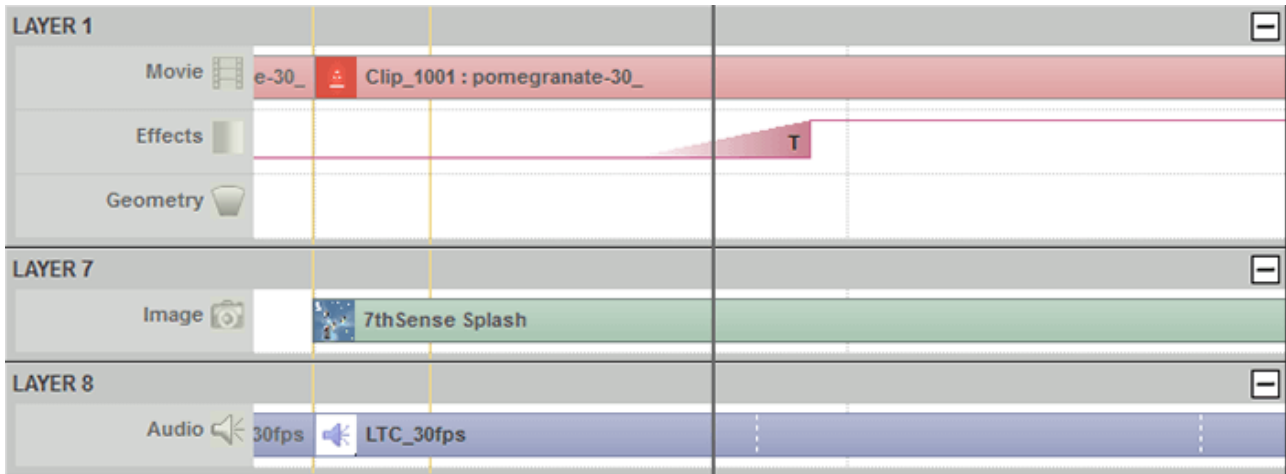 LAYER 1
Movie
e-30_
Clip_1001 : pomegranate-30_
Effects
T
Geometry
LAYER 7
Image
7thSense Splash
LAYER 8
Audio
30fps
LTC_30fps